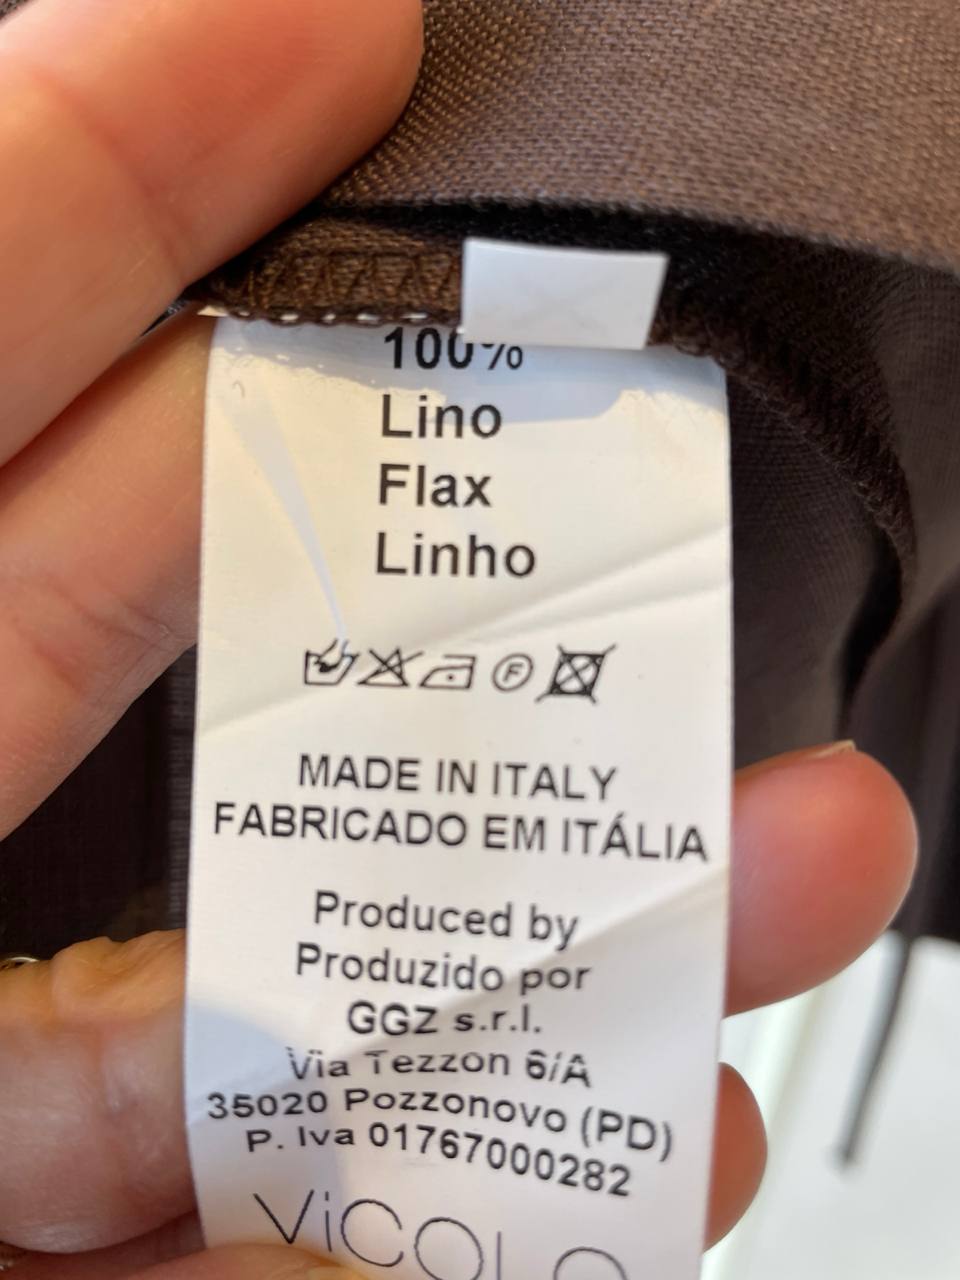 100%
Lino
Flax
Linho
F
MADE IN ITALY
FABRICADO EM ITÁLIA
Produced by
Produzido por
GGZ s.r.l.
Via Tezzon 6/A
35020 Pozzonovo (PD)
P. Iva 01767000282
ViCOLO